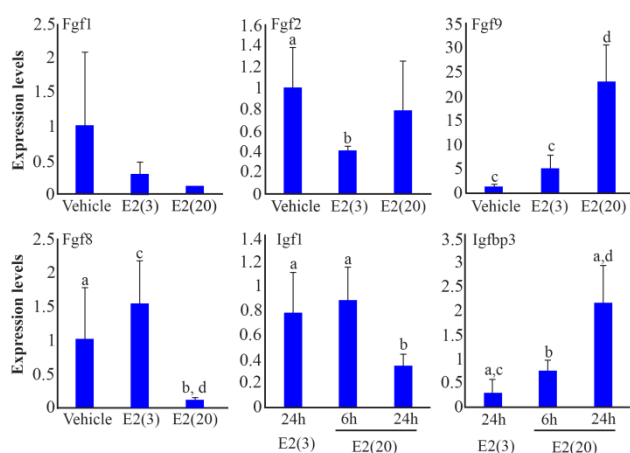 Fgf1
Expression levels
2.5
2
1.5
1
0.5
0
Vehicle E2(3) E2(20)
Fgf2
1.6
1.4
1.2
1
0.8
0.6
0.4
0.2
0
a
b
Vehicle E2(3) E2(20)
Fgf9
35
30
25
20
15
10
5
0
c
c
d
Vehicle E2(3) E2(20)
Fgf8
Expression levels
2.5
2
1.5
1
0.5
0
a
c
b, d
Vehicle E2(3) E2(20)
Igf1
1.4
1.2
1
0.8
0.6
0.4
0.2
0
a
a
b
24h 6h 24h
E2(3) E2(20)
Igfbp3
3.5
3
2.5
2
1.5
1
0.5
0
a,c
b
a,d
24h 6h 24h
E2(3) E2(20)